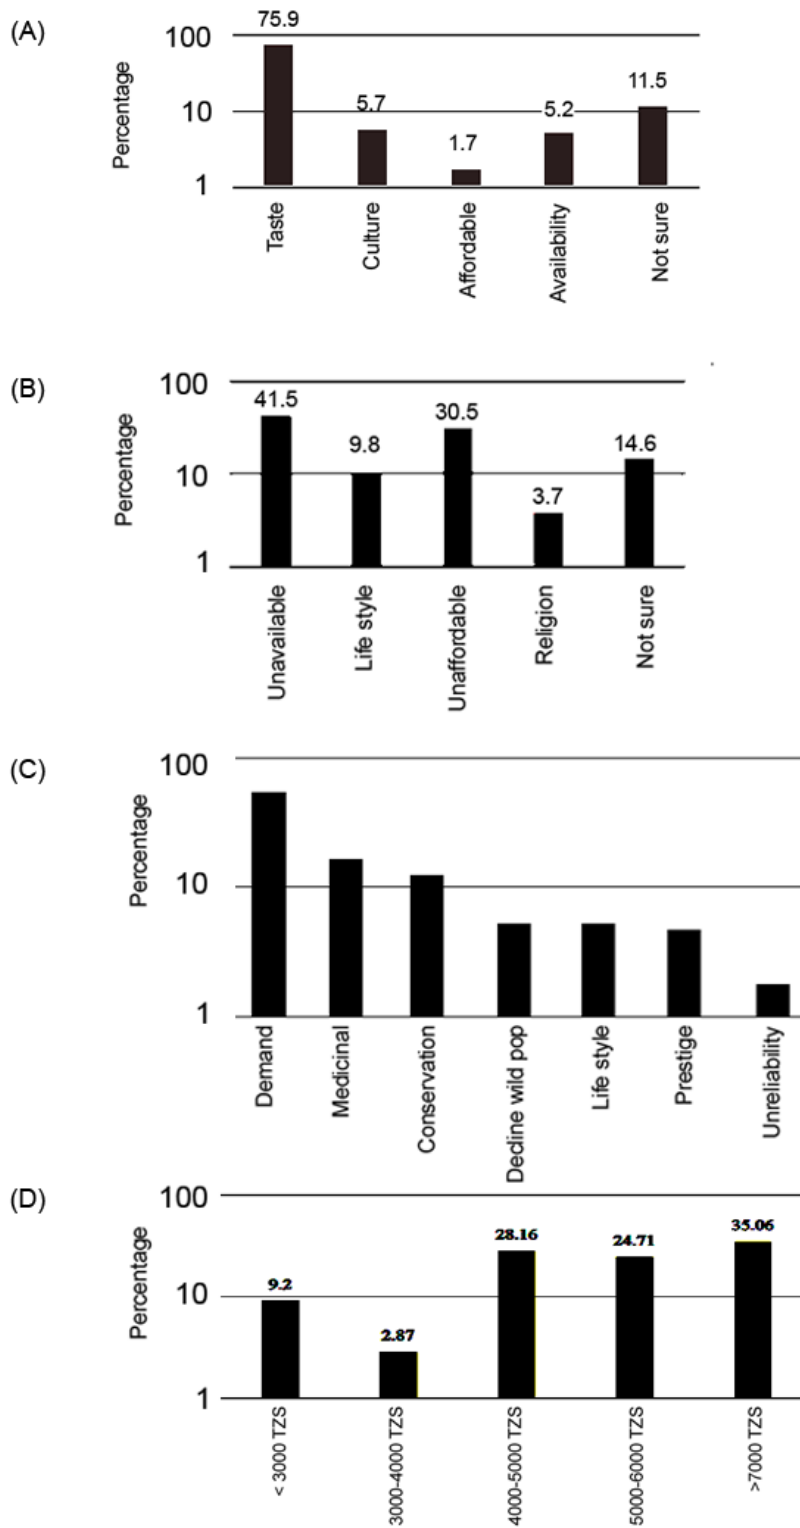 (A)
Percentage
100
10
1
75.9
5.7
1.7
5.2
11.5
Taste
Culture
Affordable
Availability
Not sure
(B)
Percentage
100
10
1
41.5
9.8
30.5
3.7
14.6
Unavailable
Life style
Unaffordable
Religion
Not sure
(C)
Percentage
100
10
1
Demand
Medicinal
Conservation
Decline wild pop
Life style
Prestige
Unreliability
(D)
Percentage
100
10
1
9.2
2.87
28.16
24.71
35.06
< 3000 TZS
3000-4000 TZS
4000-5000 TZS
5000-6000 TZS
>7000 TZS